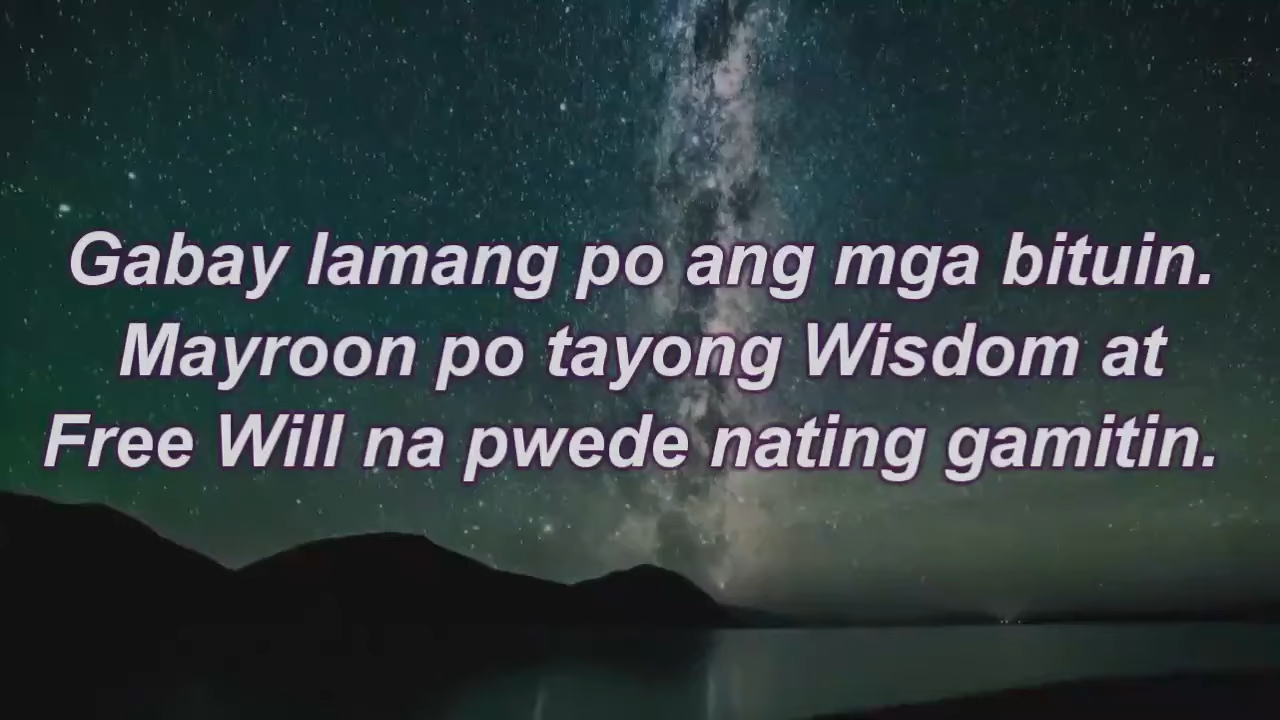 Gabay lamang po ang mga bituin.
Mayroon po tayong Wisdom at
Free Will na pwede nating gamitin.